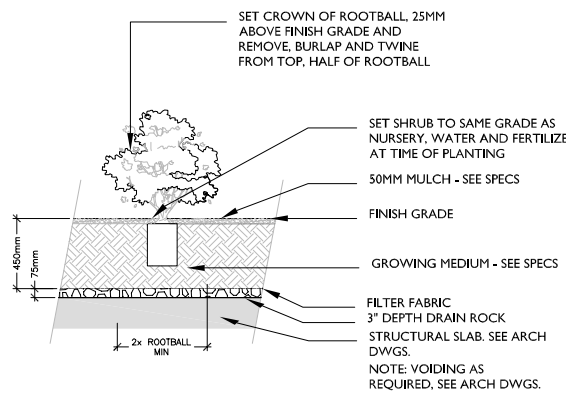 SET CROWN OF ROOTBALL, 25MM
ABOVE FINISH GRADE AND
REMOVE, BURLAP AND TWINE
FROM TOP, HALF OF ROOTBALL
SET SHRUB TO SAME GRADE AS
NURSERY, WATER AND FERTILIZE
AT TIME OF PLANTING
50MM MULCH - SEE SPECS
FINISH GRADE
450mm
75mm
GROWING MEDIUM - SEE SPECS
FILTER FABRIC
3" DEPTH DRAIN ROCK
STRUCTURAL SLAB. SEE ARCH
DWGS.
2x ROOTBALL
MIN
NOTE: VOIDING AS
REQUIRED, SEE ARCH DWGS.